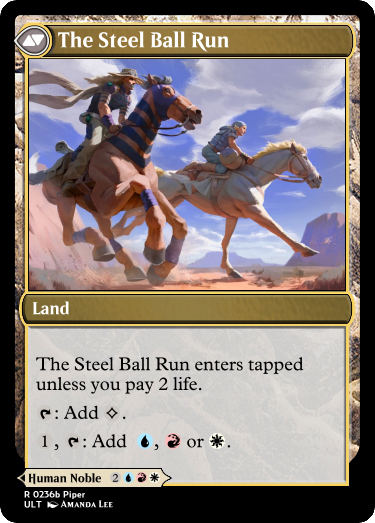 The Steel Ball Run
Land
The Steel Ball Run enters tapped
unless you pay 2 life.
: Add .
1 , : Add , or .
Human Noble 2
R 0236b Piper
ULT AMANDA LEE